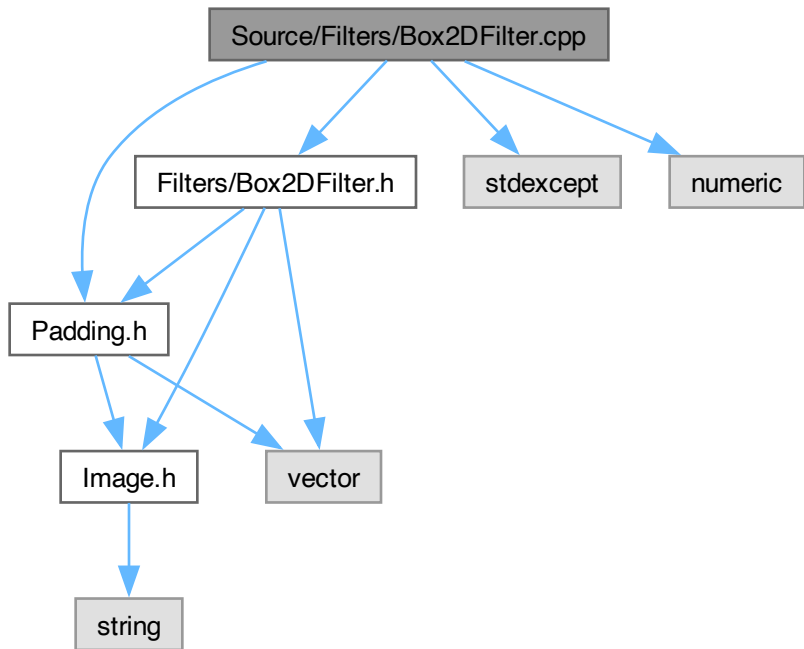 Source/Filters/Box2DFilter.cpp
Filters/Box2DFilter.h
stdexcept
numeric
Padding.h
Image.h
vector
string